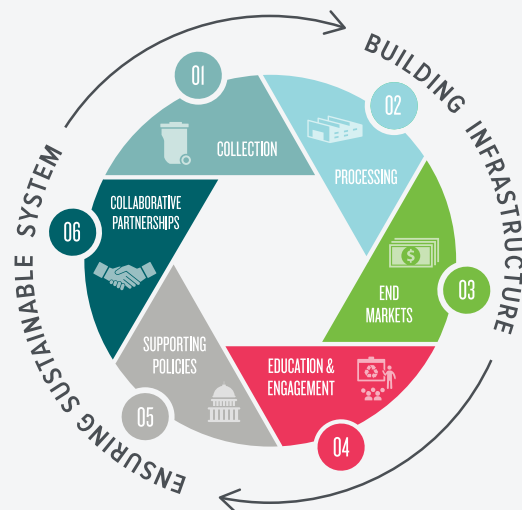 BUILDING INFRASTRUCTURE
01
COLLECTION
02
PROCESSING
03
$
END
MARKETS
04
EDUCATION &
ENGAGEMENT
05
SUPPORTING
POLICIES
06
COLLABORATIVE
PARTNERSHIPS
ENSURING SUSTAINABLE SYSTEM